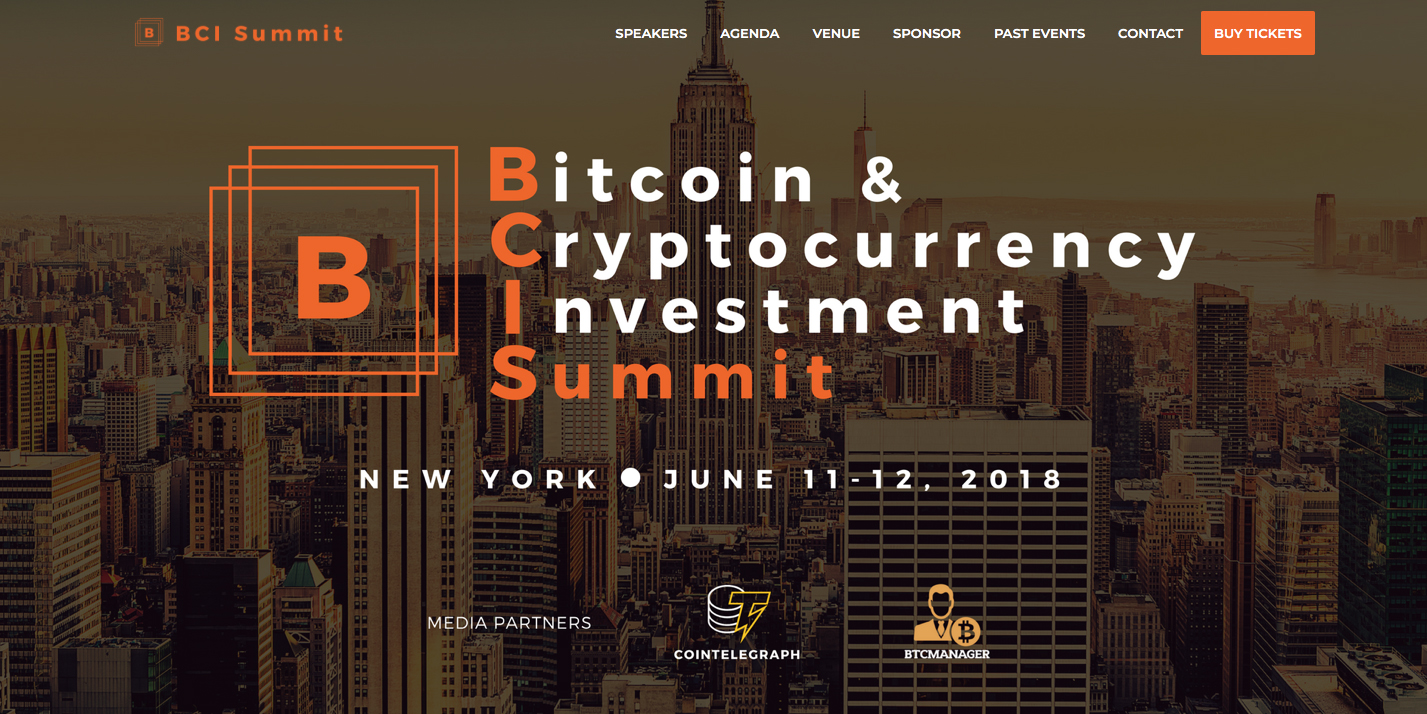 B BCI Summit
SPEAKERS AGENDA VENUE SPONSOR PAST EVENTS CONTACT BUY TICKETS
B
Bitcoin &
Cryptocurrency
Investment
Summit
NEW YORK ● JUNE 11-12, 2018
MEDIA PARTNERS
COINTELEGRAPH
BTCMANAGER